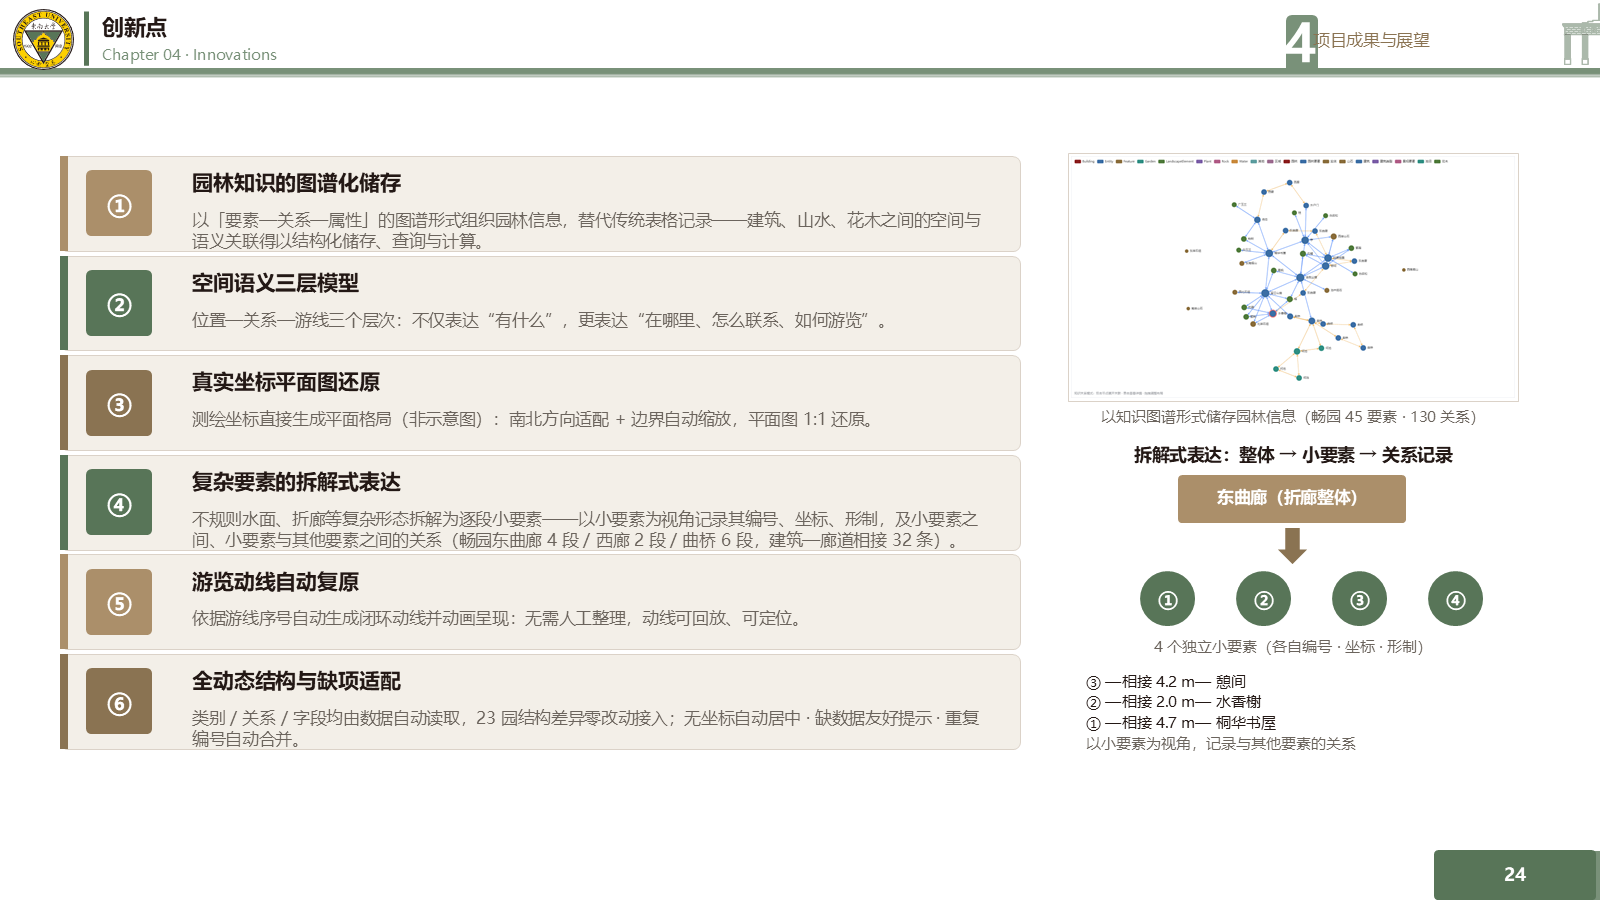 创新点
Chapter 04 · Innovations
4
项目成果与展望
①
园林知识的图谱化储存
以「要素—关系—属性」的图谱形式组织园林信息，替代传统表格记录——建筑、山水、花木之间的空间与
语义关联得以结构化储存、查询与计算。
②
空间语义三层模型
位置—关系—游线三个层次：不仅表达“有什么”，更表达“在哪里、怎么联系、如何游览”。
③
真实坐标平面图还原
测绘坐标直接生成平面格局（非示意图）：南北方向适配 + 边界自动缩放，平面图 1:1 还原。
④
复杂要素的拆解式表达
不规则水面、折廊等复杂形态拆解为逐段小要素——以小要素为视角记录其编号、坐标、形制，及小要素之
间、小要素与其他要素之间的关系（畅园东曲廊 4 段 / 西廊 2 段 / 曲桥 6 段，建筑—廊道相接 32 条）。
⑤
游览动线自动复原
依据游线序号自动生成闭环动线并动画呈现：无需人工整理，动线可回放、可定位。
⑥
全动态结构与缺项适配
类别 / 关系 / 字段均由数据自动读取，23 园结构差异零改动接入；无坐标自动居中 · 缺数据友好提示 · 重复
编号自动合并。
以知识图谱形式储存园林信息（畅园 45 要素 · 130 关系）
拆解式表达：整体 → 小要素 → 关系记录
东曲廊（折廊整体）
① ② ③ ④
4 个独立小要素（各自编号 · 坐标 · 形制）
③ —相接 4.2 m— 憩间
② —相接 2.0 m— 水香榭
① —相接 4.7 m— 桐华书屋
以小要素为视角，记录与其他要素的关系
24